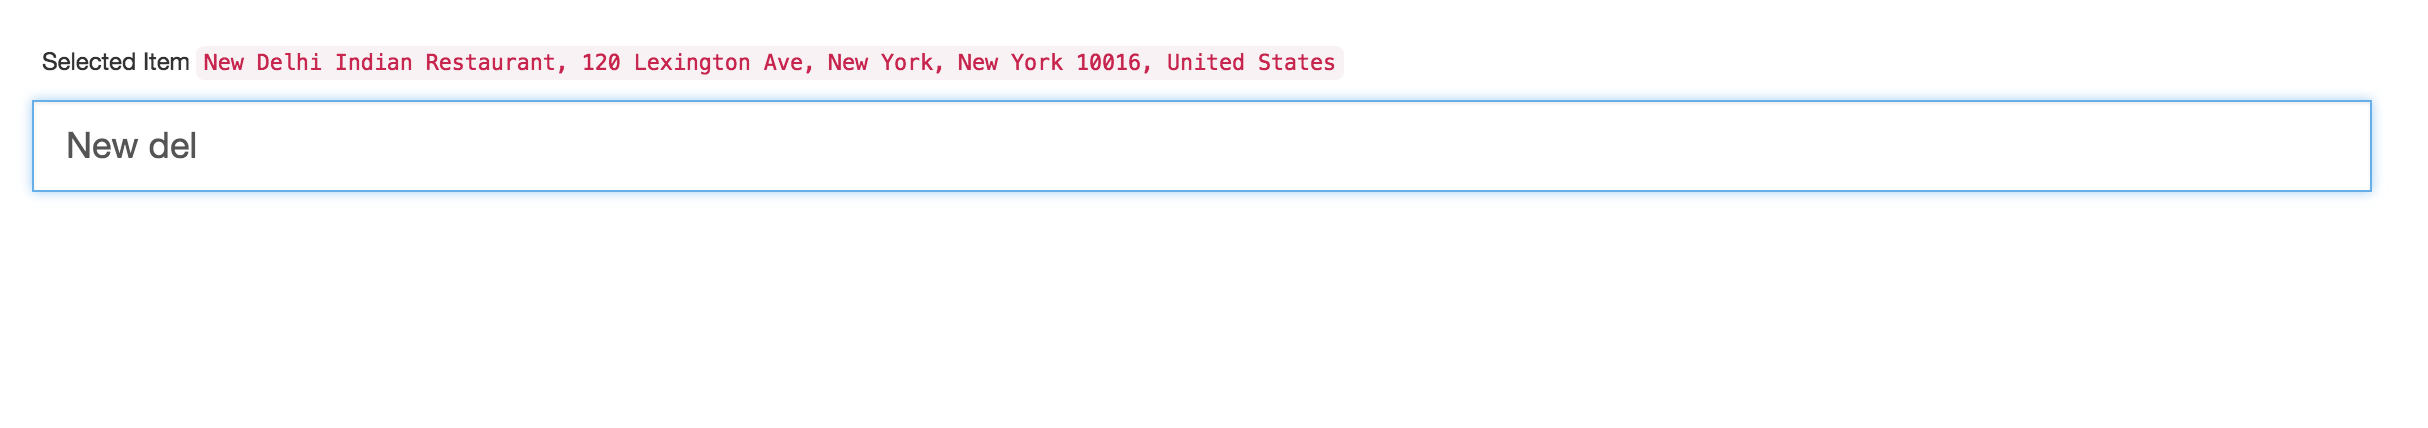 Selected Item New Delhi Indian Restaurant, 120 Lexington Ave, New York, New York 10016, United States
New del